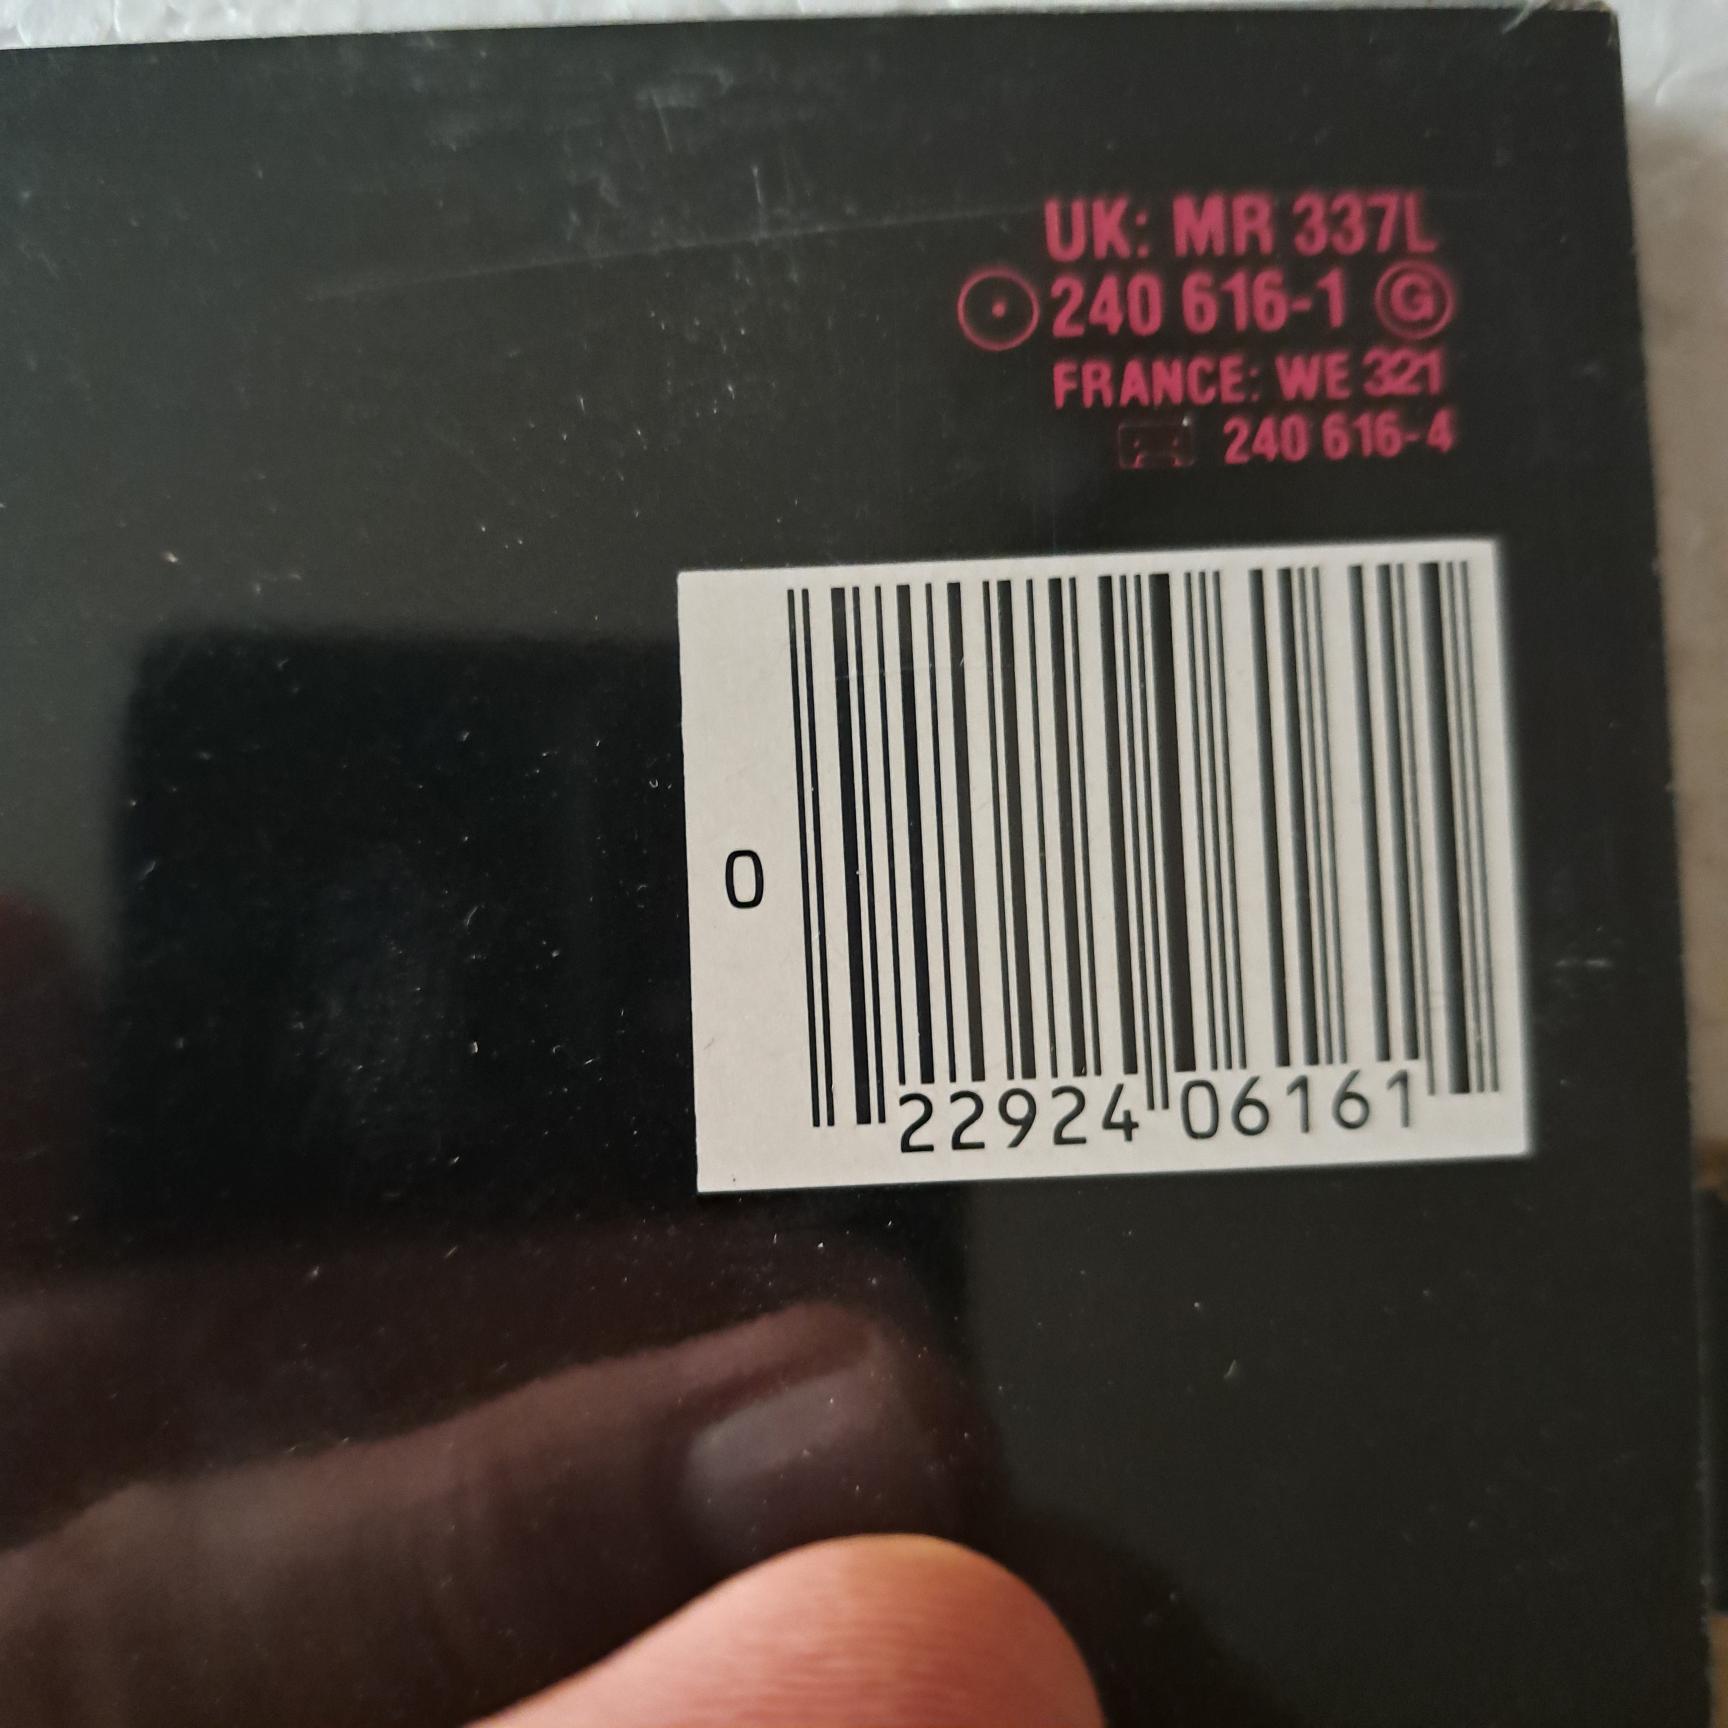 UK: MR 337L
240 616-1 G
FRANCE: WE 321
240 616-4
0
22924 06161